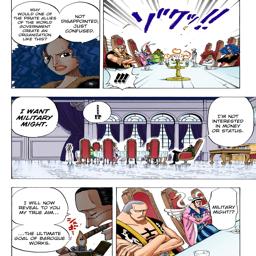 WHY
WOULD ONE OF
THE PIRATE ALLIES
OF THE WORLD
GOVERNMENT
CREATE AN
ORGANIZATION
LIKE THIS?
NOT
DISAPPOINTED,
JUST
CONFUSED.
ゾクッ!!
!!!
I WANT
MILITARY
MIGHT.
I'M NOT
INTERESTED
IN MONEY
OR STATUS.
I WILL NOW
REVEAL TO YOU
MY TRUE AIM...
...THE ULTIMATE
GOAL OF BAROQUE
WORKS.
MILITARY
MIGHT!?